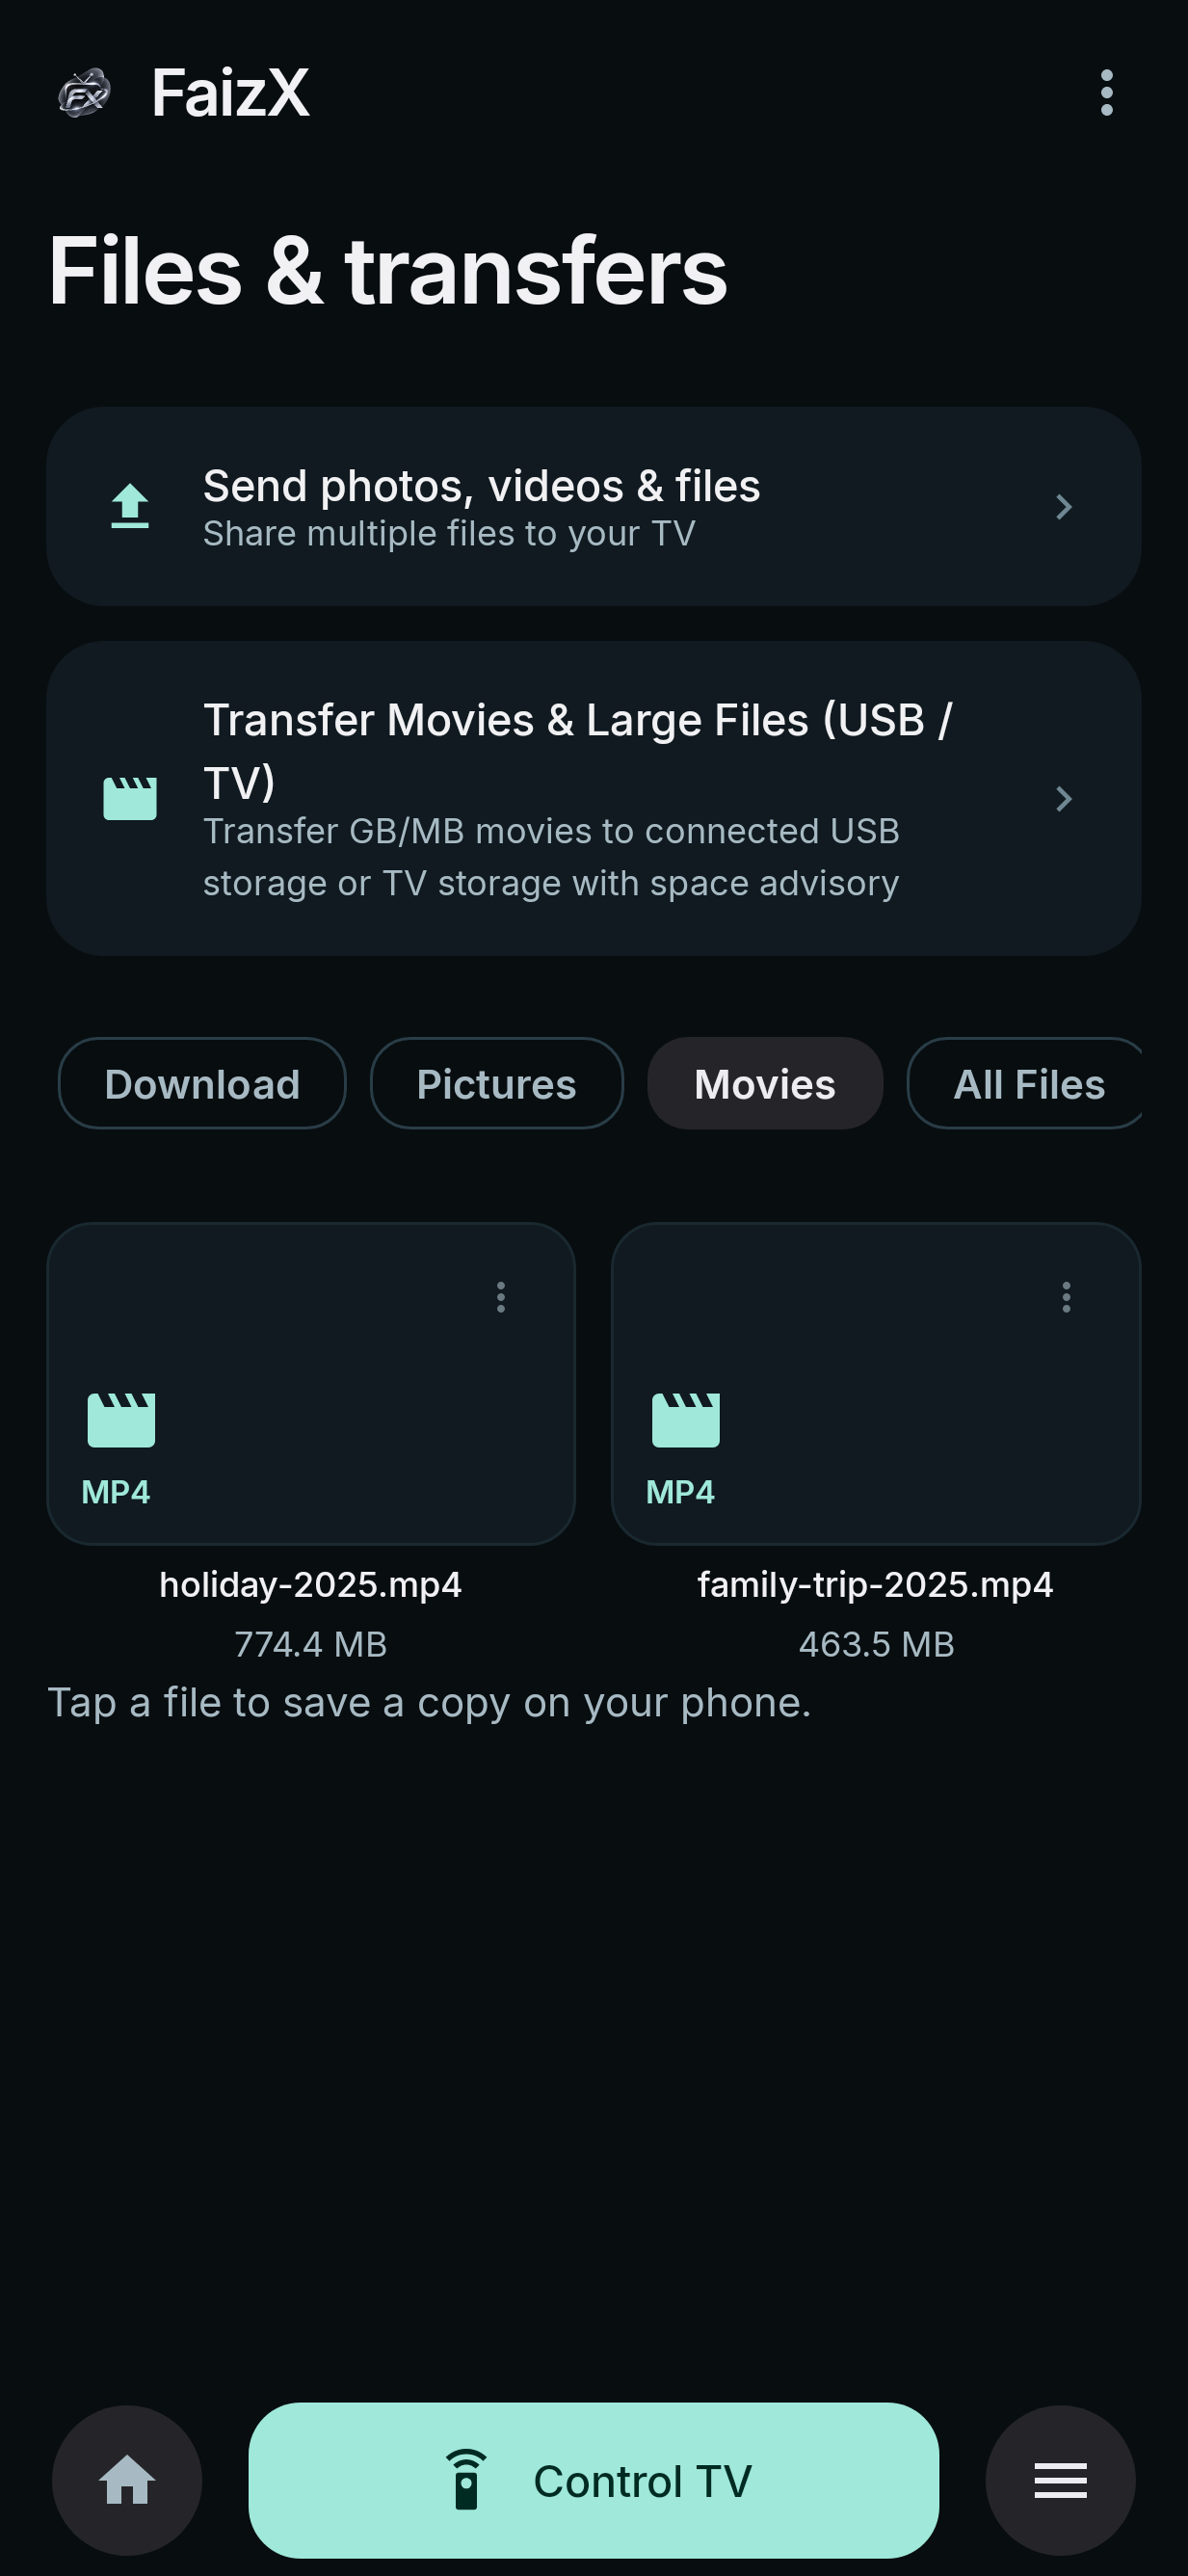 FX
FaizX
Files & transfers
Send photos, videos & files
Share multiple files to your TV
Transfer Movies & Large Files (USB /
TV)
Transfer GB/MB movies to connected USB
storage or TV storage with space advisory
Download
Pictures
Movies
All Files
MP4
MP4
holiday-2025.mp4
family-trip-2025.mp4
774.4 MB
463.5 MB
Tap a file to save a copy on your phone.
Control TV